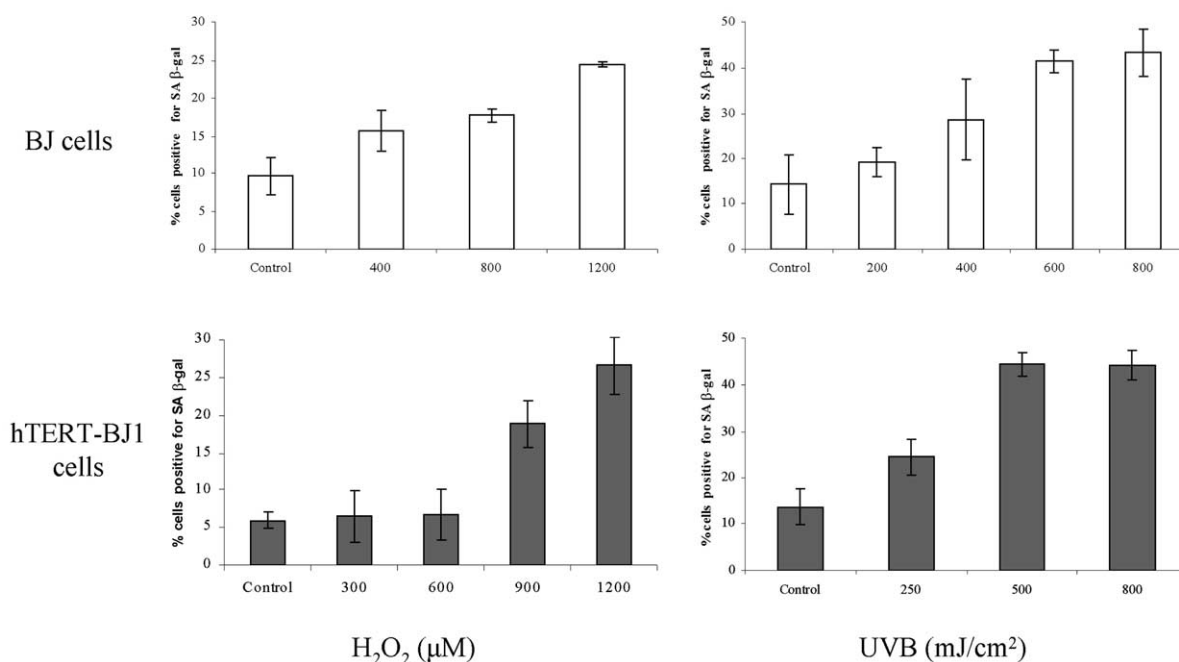 BJ cells
% cells positive for SA β-gal
30
25
20
15
10
5
0
Control 400 800 1200
% cells positive for SA β-gal
50
40
30
20
10
0
Control 200 400 600 800
hTERT-BJ1
cells
% cells positive for SA β-gal
30
25
20
15
10
5
0
Control 300 600 900 1200
H₂O₂ (μM)
%cells positive for SA β-gal
50
40
30
20
10
0
Control 250 500 800
UVB (mJ/cm²)